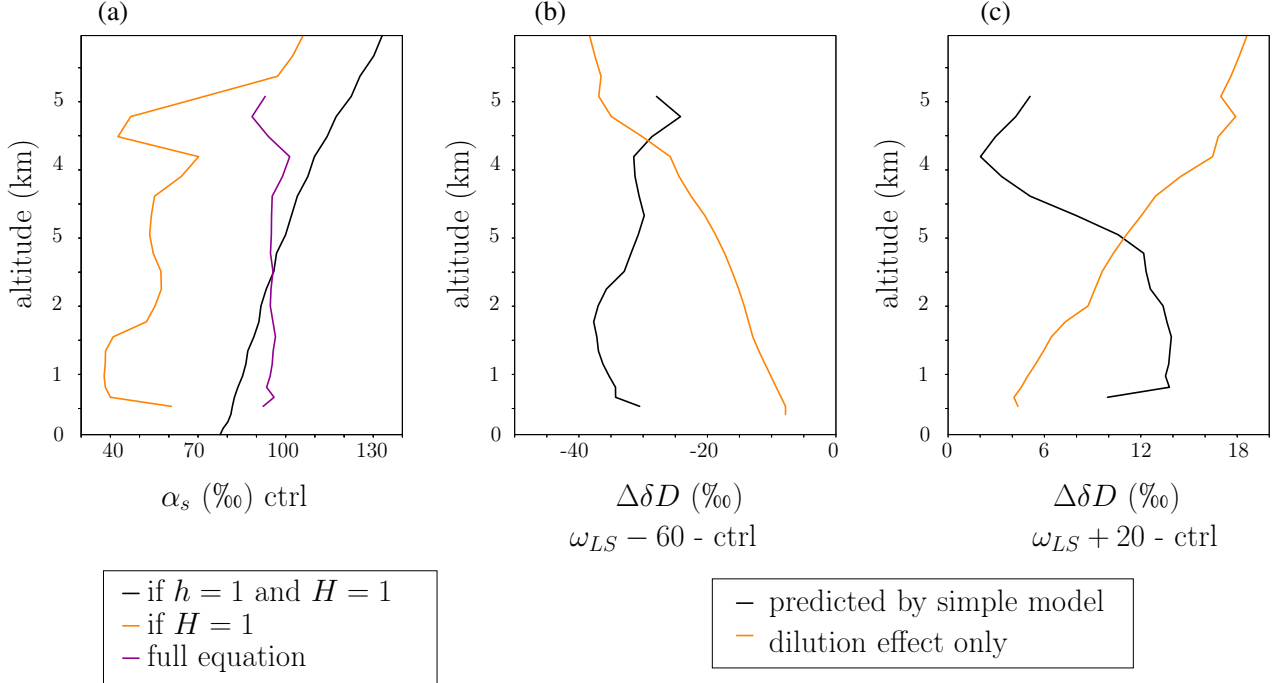 (a)
(b)
(c)
altitude (km)
5
4
5
2
1
0
40
70
100
130
α_s (‰) ctrl
altitude (km)
5
4
5
2
1
0
-40
-20
0
ΔδD (‰)
ω_LS − 60 - ctrl
altitude (km)
5
4
5
2
1
0
0
6
12
18
ΔδD (‰)
ω_LS + 20 - ctrl
if h = 1 and H = 1
if H = 1
full equation
predicted by simple model
dilution effect only